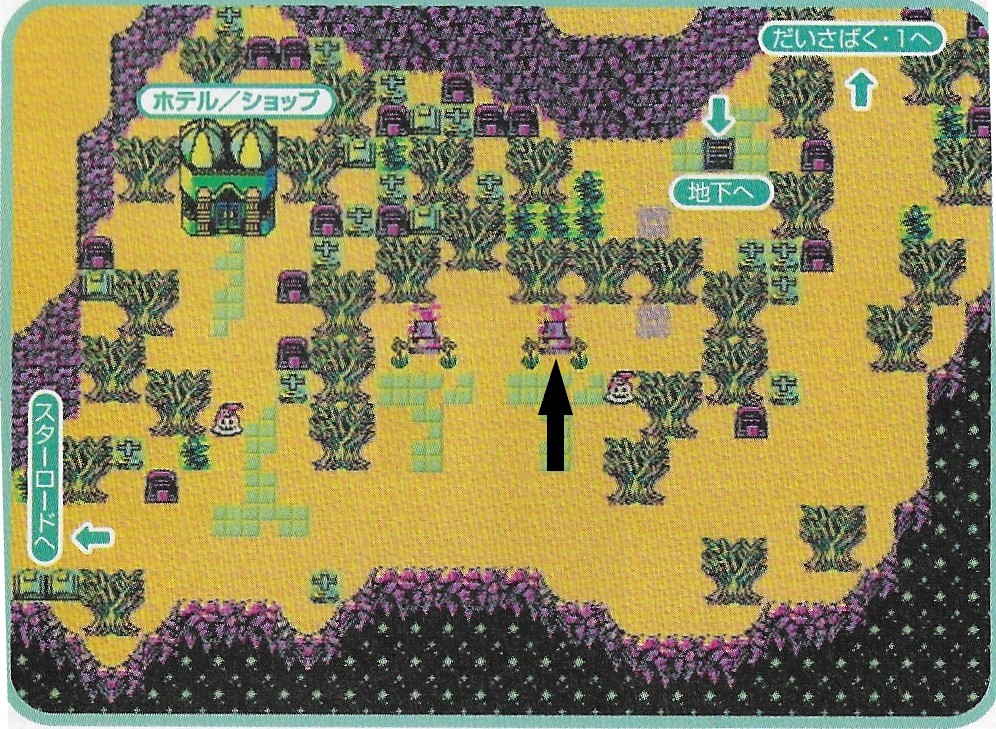 だいさばく・1へ
ホテル／ショップ
地下へ
スターロードへ